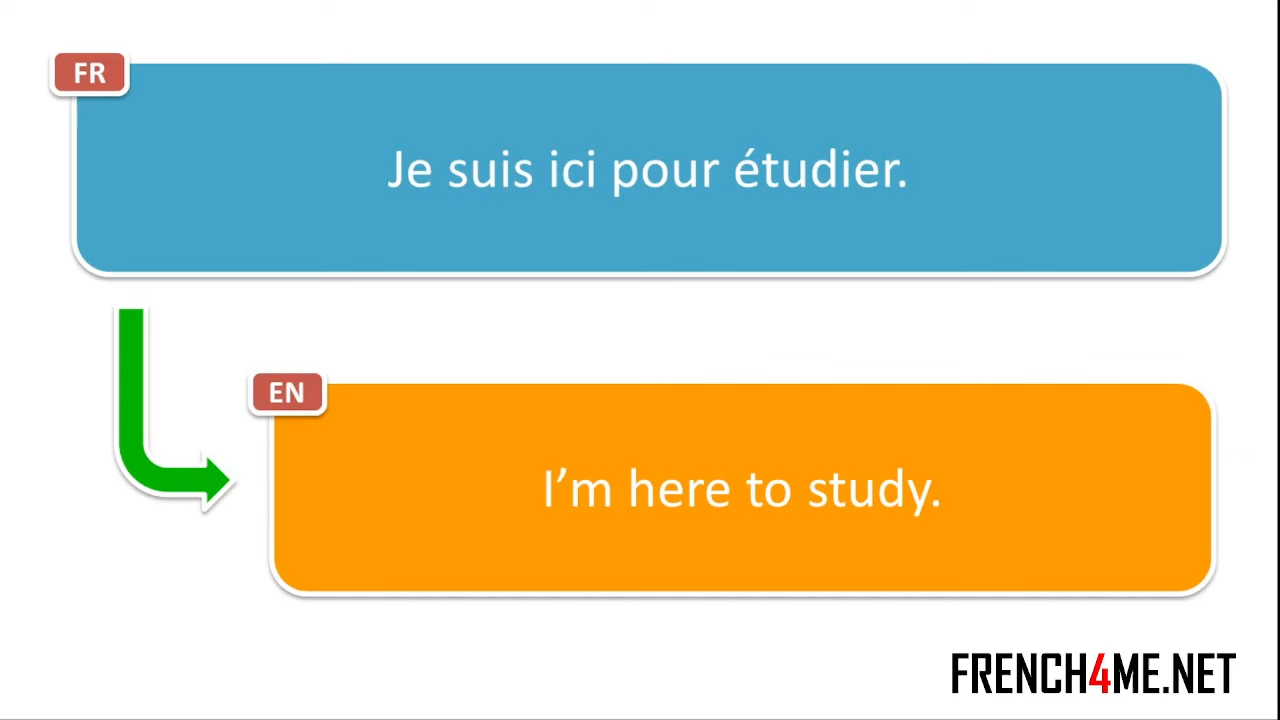 FR
Je suis ici pour étudier.
EN
I’m here to study.
FRENCH4ME.NET